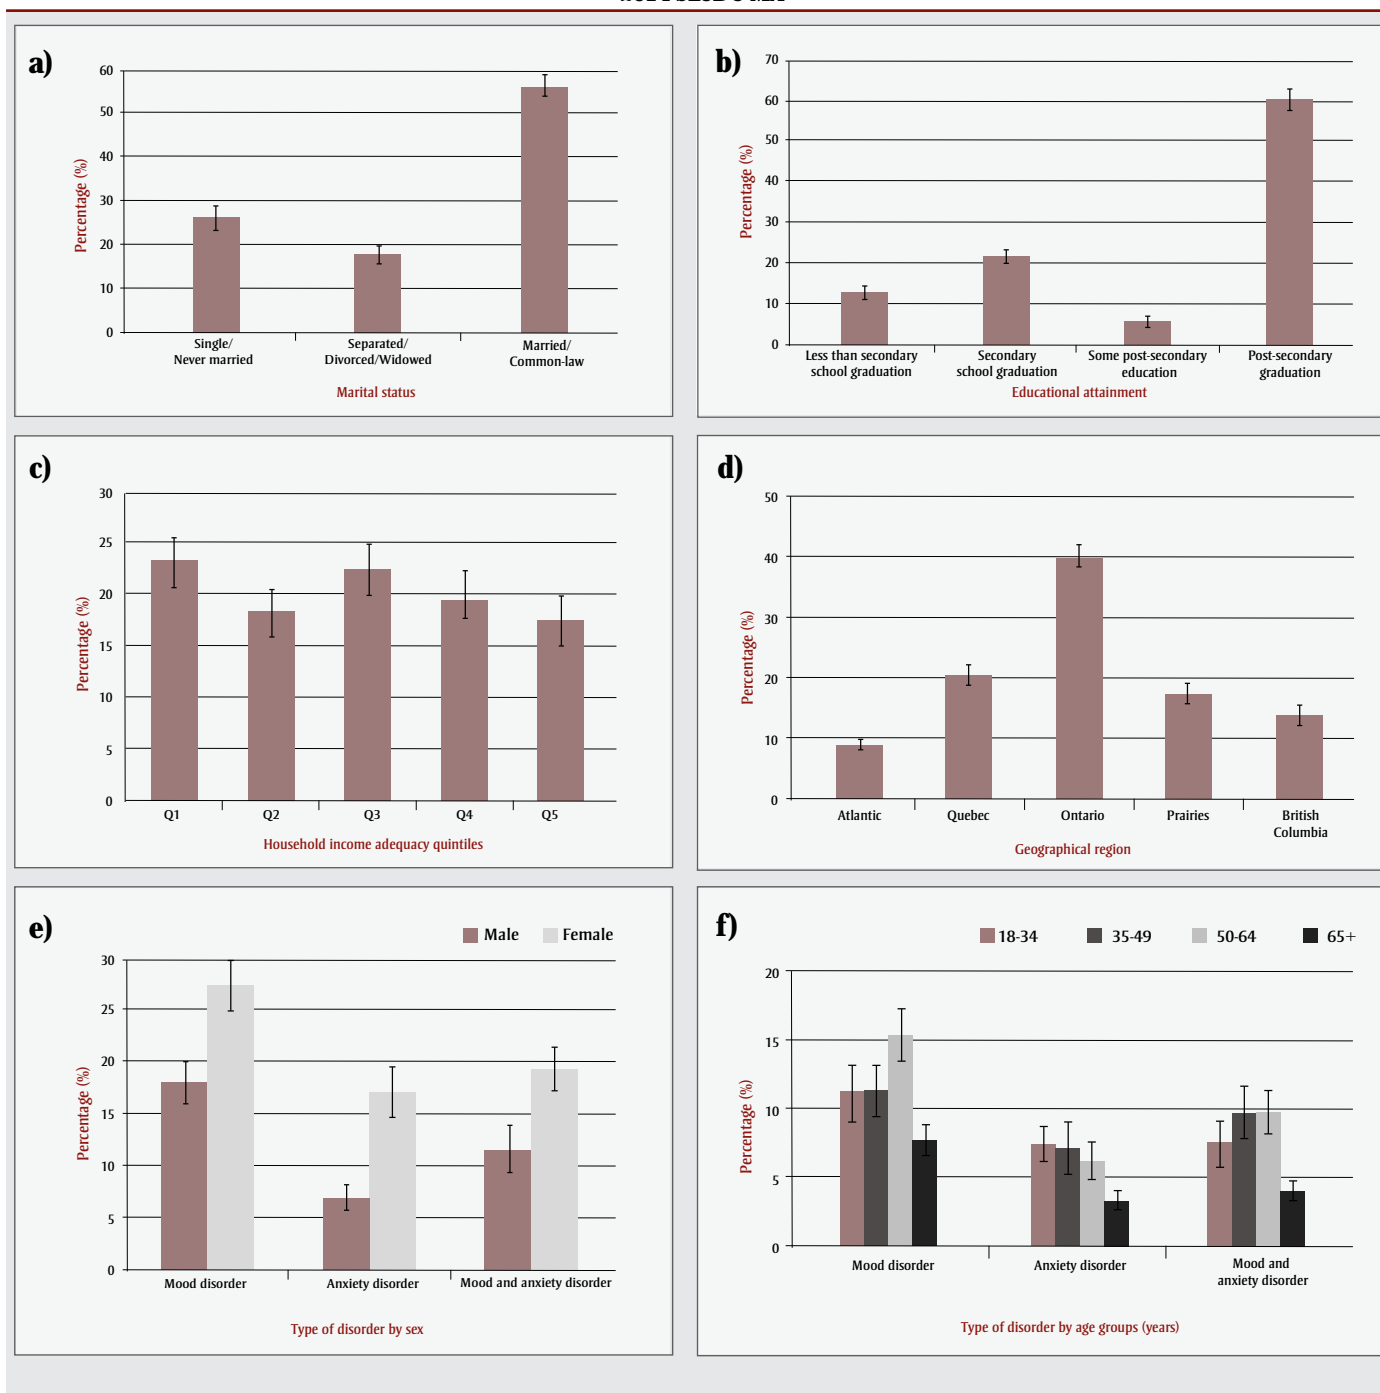 a)
60
50
40
30
20
10
0
Percentage (%)
Single/
Never married
Separated/
Divorced/Widowed
Married/
Common-law
Marital status
b)
70
60
50
40
30
20
10
0
Percentage (%)
Less than secondary
school graduation
Secondary
school graduation
Some post-secondary
education
Post-secondary
graduation
Educational attainment
c)
30
25
20
15
10
5
0
Percentage (%)
Q1
Q2
Q3
Q4
Q5
Household income adequacy quintiles
d)
50
40
30
20
10
0
Percentage (%)
Atlantic
Quebec
Ontario
Prairies
British
Columbia
Geographical region
e)
Male
Female
30
25
20
15
10
5
0
Percentage (%)
Mood disorder
Anxiety disorder
Mood and anxiety disorder
Type of disorder by sex
f)
18-34
35-49
50-64
65+
20
15
10
5
0
Percentage (%)
Mood disorder
Anxiety disorder
Mood and
anxiety disorder
Type of disorder by age groups (years)